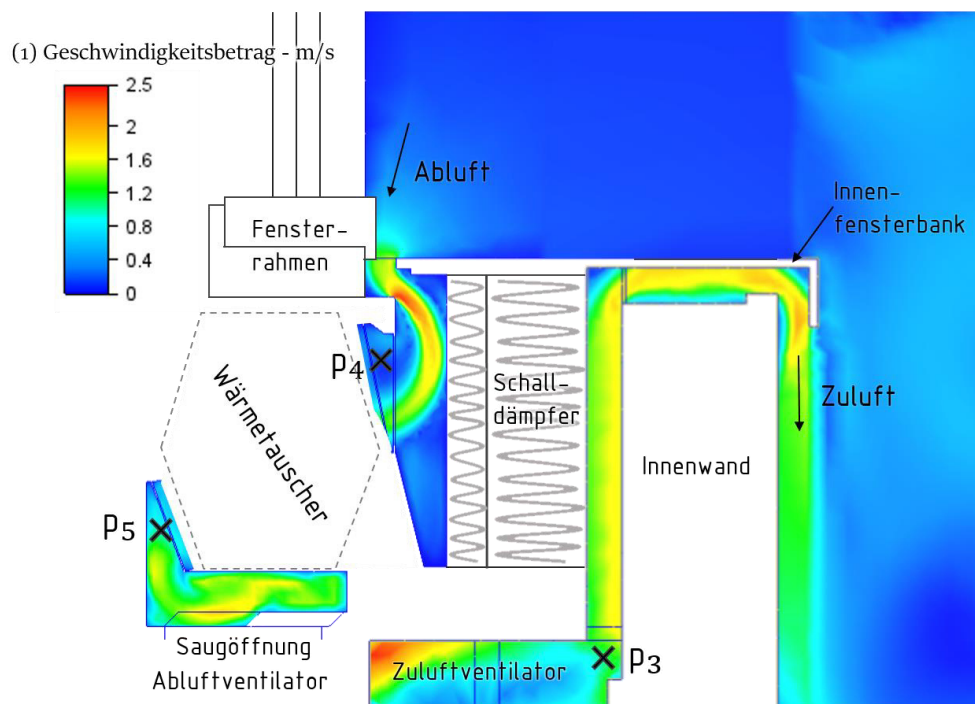 (1) Geschwindigkeitsbetrag - m/s
2.5
2
1.6
1.2
0.8
0.4
0
Abluft
Innen-
fensterbank
Fenster-
rahmen
P4
Wärmetauscher
Schall-
dämpfer
Zuluft
Innenwand
P5
Saugöffnung
Abluftventilator
Zuluftventilator
P3